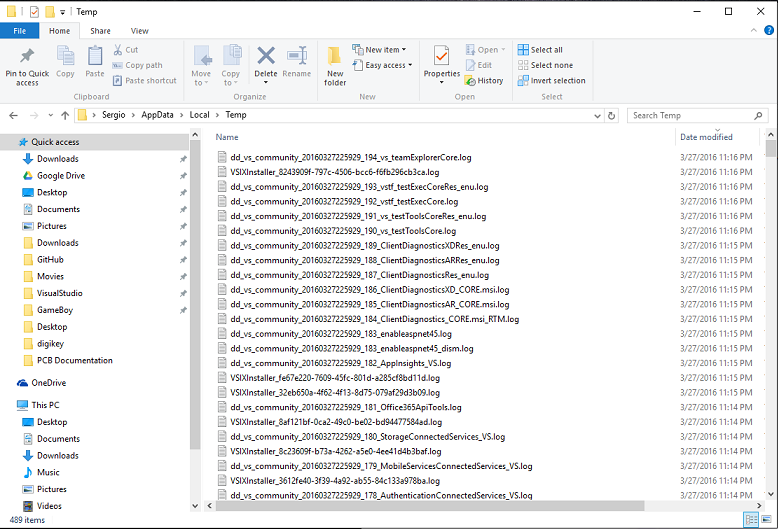 Temp
File Home Share View
Pin to Quick access
Copy
Paste
Cut
Copy path
Paste shortcut
Clipboard
Move to
Copy to
Delete
Rename
Organize
New folder
New item
Easy access
New
Properties
Open
Edit
History
Open
Select all
Select none
Invert selection
Select
Sergio AppData Local Temp
Search Temp
Quick access
Downloads
Google Drive
Desktop
Documents
Pictures
Downloads
GitHub
Movies
VisualStudio
GameBoy
Desktop
digikey
PCB Documentation
OneDrive
This PC
Desktop
Documents
Downloads
Music
Pictures
Videos
Name Date modified
dd_vs_community_20160327225929_194_vs_teamExplorerCore.log 3/27/2016 11:16 PM
VSIXInstaller_8243909f-797c-4506-bcc6-f6fb296cb3ca.log 3/27/2016 11:16 PM
dd_vs_community_20160327225929_193_vstf_testExecCoreRes_enu.log 3/27/2016 11:16 PM
dd_vs_community_20160327225929_192_vstf_testExecCore.log 3/27/2016 11:16 PM
dd_vs_community_20160327225929_191_vs_testToolsCoreRes_enu.log 3/27/2016 11:16 PM
dd_vs_community_20160327225929_190_vs_testToolsCore.log 3/27/2016 11:16 PM
dd_vs_community_20160327225929_189_ClientDiagnosticsXDRes_enu.log 3/27/2016 11:15 PM
dd_vs_community_20160327225929_188_ClientDiagnosticsARRes_enu.log 3/27/2016 11:15 PM
dd_vs_community_20160327225929_187_ClientDiagnosticsRes_enu.log 3/27/2016 11:15 PM
dd_vs_community_20160327225929_186_ClientDiagnosticsXD_CORE.msi.log 3/27/2016 11:15 PM
dd_vs_community_20160327225929_185_ClientDiagnosticsAR_CORE.msi.log 3/27/2016 11:15 PM
dd_vs_community_20160327225929_184_ClientDiagnostics_CORE.msi_RTM.log 3/27/2016 11:15 PM
dd_vs_community_20160327225929_183_enableaspnet45.log 3/27/2016 11:15 PM
dd_vs_community_20160327225929_183_enableaspnet45_dism.log 3/27/2016 11:15 PM
dd_vs_community_20160327225929_182_AppInsights_VS.log 3/27/2016 11:15 PM
VSIXInstaller_fe67e220-7609-45fc-801d-a285cf8bd11d.log 3/27/2016 11:15 PM
VSIXInstaller_32eb650a-4f62-4f13-8d75-079af29d3b09.log 3/27/2016 11:15 PM
dd_vs_community_20160327225929_181_Office365ApiTools.log 3/27/2016 11:14 PM
VSIXInstaller_8af121bf-0ca2-49c0-be02-bd94477584ad.log 3/27/2016 11:14 PM
dd_vs_community_20160327225929_180_StorageConnectedServices_VS.log 3/27/2016 11:14 PM
VSIXInstaller_8c23609f-b73a-4262-a5e0-4ee41d4b3baf.log 3/27/2016 11:14 PM
dd_vs_community_20160327225929_179_MobileServicesConnectedServices_VS.log 3/27/2016 11:14 PM
VSIXInstaller_3612fe40-3f39-4a92-ab55-84c133a978ba.log 3/27/2016 11:14 PM
dd_vs_community_20160327225929_178_AuthenticationConnectedServices_VS.log 3/27/2016 11:14 PM
489 items